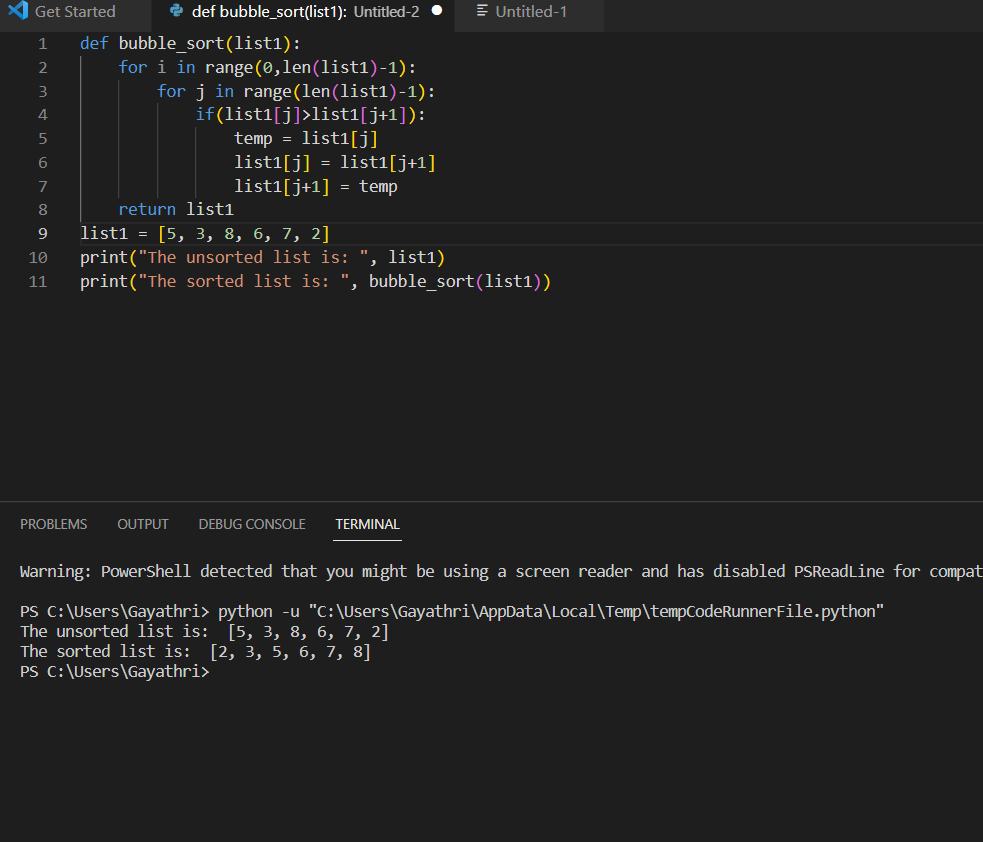 Get Started def bubble_sort(list1): Untitled-2 Untitled-1
1 def bubble_sort(list1):
2     for i in range(0,len(list1)-1):
3         for j in range(len(list1)-1):
4             if(list1[j]>list1[j+1]):
5                 temp = list1[j]
6                 list1[j] = list1[j+1]
7                 list1[j+1] = temp
8     return list1
9 list1 = [5, 3, 8, 6, 7, 2]
10 print("The unsorted list is: ", list1)
11 print("The sorted list is: ", bubble_sort(list1))
PROBLEMS OUTPUT DEBUG CONSOLE TERMINAL
Warning: PowerShell detected that you might be using a screen reader and has disabled PSReadLine for compat
PS C:\Users\Gayathri> python -u "C:\Users\Gayathri\AppData\Local\Temp\tempCodeRunnerFile.python"
The unsorted list is:  [5, 3, 8, 6, 7, 2]
The sorted list is:  [2, 3, 5, 6, 7, 8]
PS C:\Users\Gayathri>